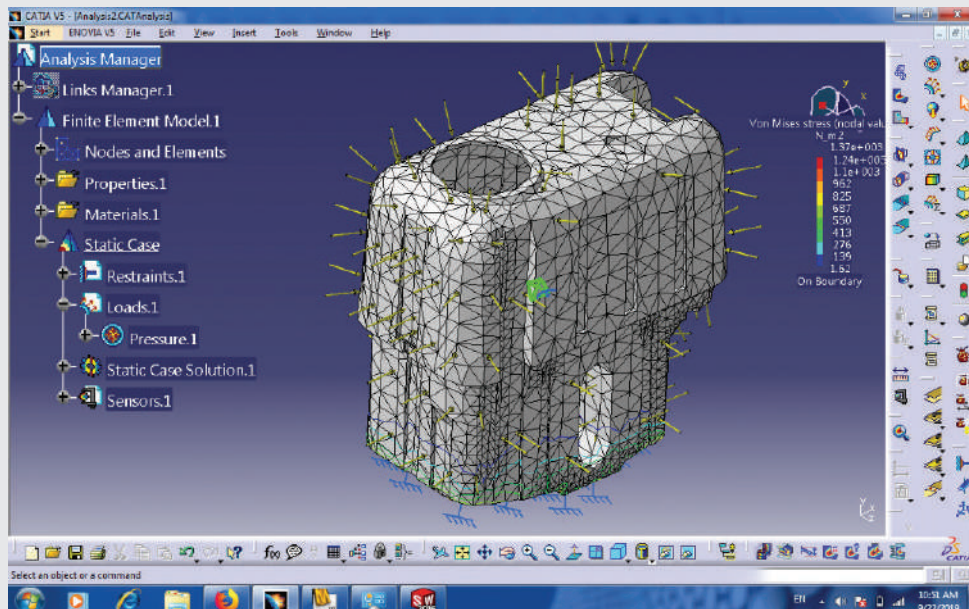 CATIA V5 - [Analysis2.CATAnalysis]
Start ENOVIA V5 File Edit View Insert Tools Window Help
Analysis Manager
Links Manager.1
Finite Element Model.1
Nodes and Elements
Properties.1
Materials.1
Static Case
Restraints.1
Loads.1
Pressure.1
Static Case Solution.1
Sensors.1
y
x
Von Mises stress (nodal valu
N_m2
1.37e+003
1.24e+003
1.1e+003
962
825
687
550
413
276
139
1.62
On Boundary
f(x)
CATIA
Select an object or a command
EN
10:51 AM